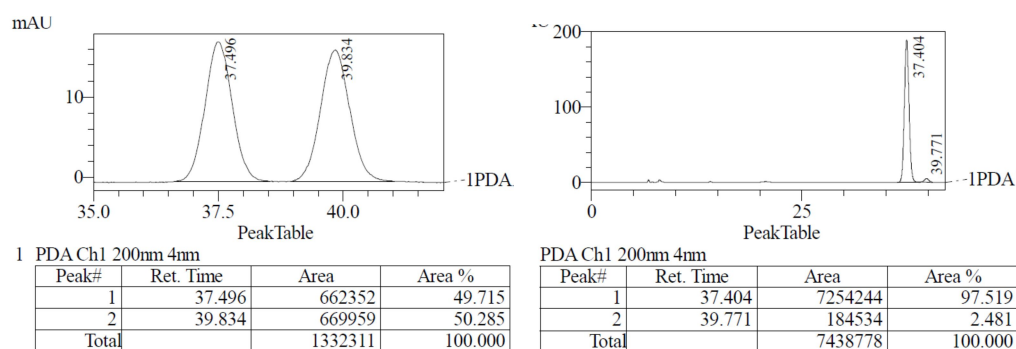 mAU
37.496
39.834
10
0
1PDA
35.0 37.5 40.0
PeakTable
1 PDA Ch1 200nm 4nm
Peak# Ret. Time Area Area %
1 37.496 662352 49.715
2 39.834 669959 50.285
Total 1332311 100.000
200
37.404
100
39.771
0
1PDA
0 25
PeakTable
PDA Ch1 200nm 4nm
Peak# Ret. Time Area Area %
1 37.404 7254244 97.519
2 39.771 184534 2.481
Total 7438778 100.000